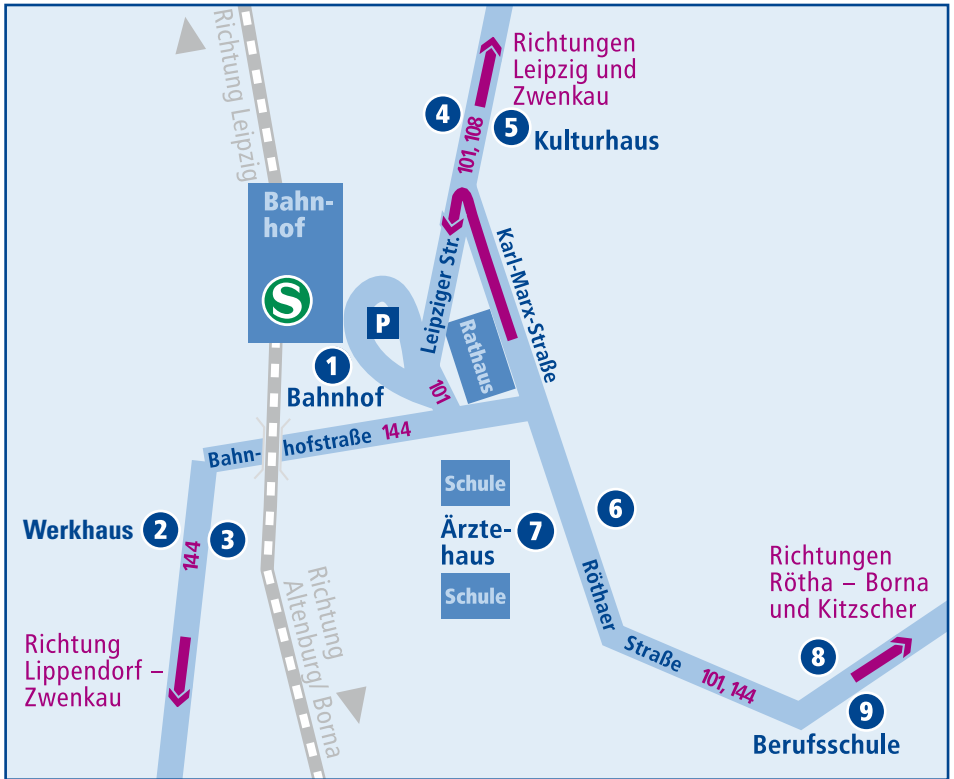 Richtung Leipzig
Richtungen
Leipzig und
Zwenkau
4
5
Kulturhaus
101, 108
Bahn-
hof
S
P
Leipziger Str.
Karl-Marx-Straße
Rathaus
1
Bahnhof
101
Bahn-
hofstraße 144
Schule
Werkhaus
2
3
144
Ärzte-
haus
7
6
Schule
Röthaer
Straße
101, 144
Richtungen
Rötha – Borna
und Kitzscher
8
9
Berufsschule
Richtung
Lippendorf –
Zwenkau
Richtung
Altenburg/ Borna